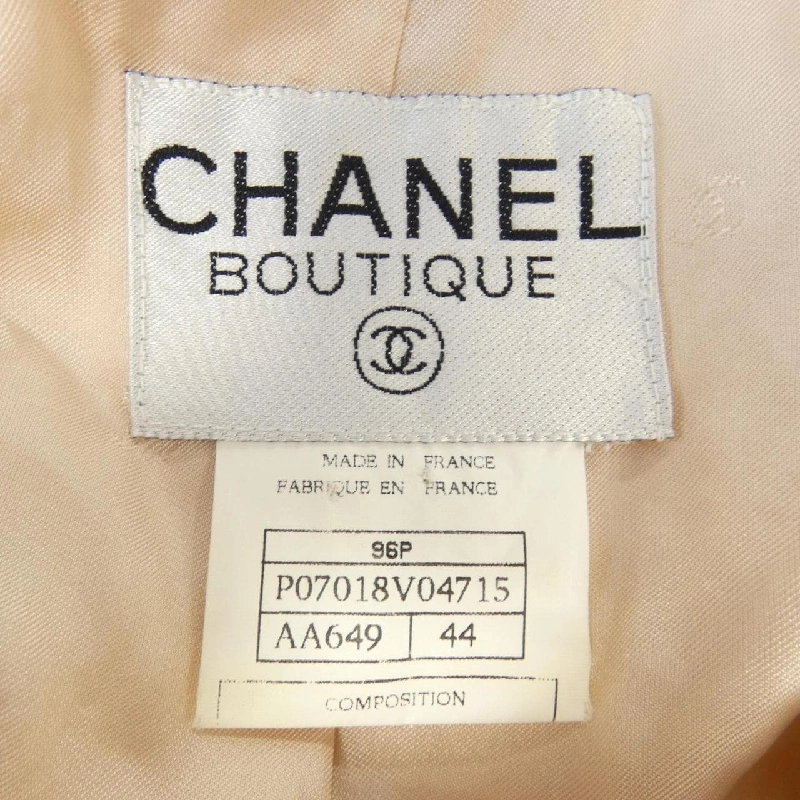 CHANEL
BOUTIQUE
MADE IN FRANCE
FABRIQUE EN FRANCE
96P
P07018V04715
AA649 44
COMPOSITION